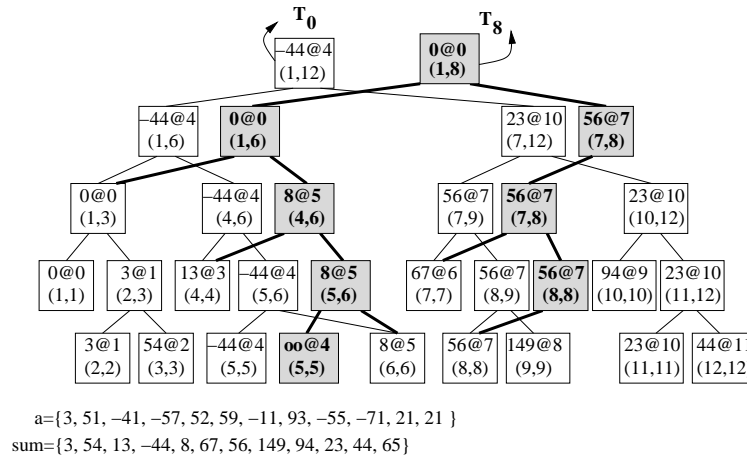 T0 T8
−44@4 0@0
(1,12) (1,8)
−44@4 0@0 23@10 56@7
(1,6) (1,6) (7,12) (7,8)
0@0 −44@4 8@5 56@7 56@7 23@10
(1,3) (4,6) (4,6) (7,9) (7,8) (10,12)
0@0 3@1 13@3 −44@4 8@5 67@6 56@7 56@7 94@9 23@10
(1,1) (2,3) (4,4) (5,6) (5,6) (7,7) (8,9) (8,8) (10,10) (11,12)
3@1 54@2 −44@4 oo@4 8@5 56@7 149@8 23@10 44@11
(2,2) (3,3) (5,5) (5,5) (6,6) (8,8) (9,9) (11,11) (12,12)
a={3, 51, −41, −57, 52, 59, −11, 93, −55, −71, 21, 21 }
sum={3, 54, 13, −44, 8, 67, 56, 149, 94, 23, 44, 65}